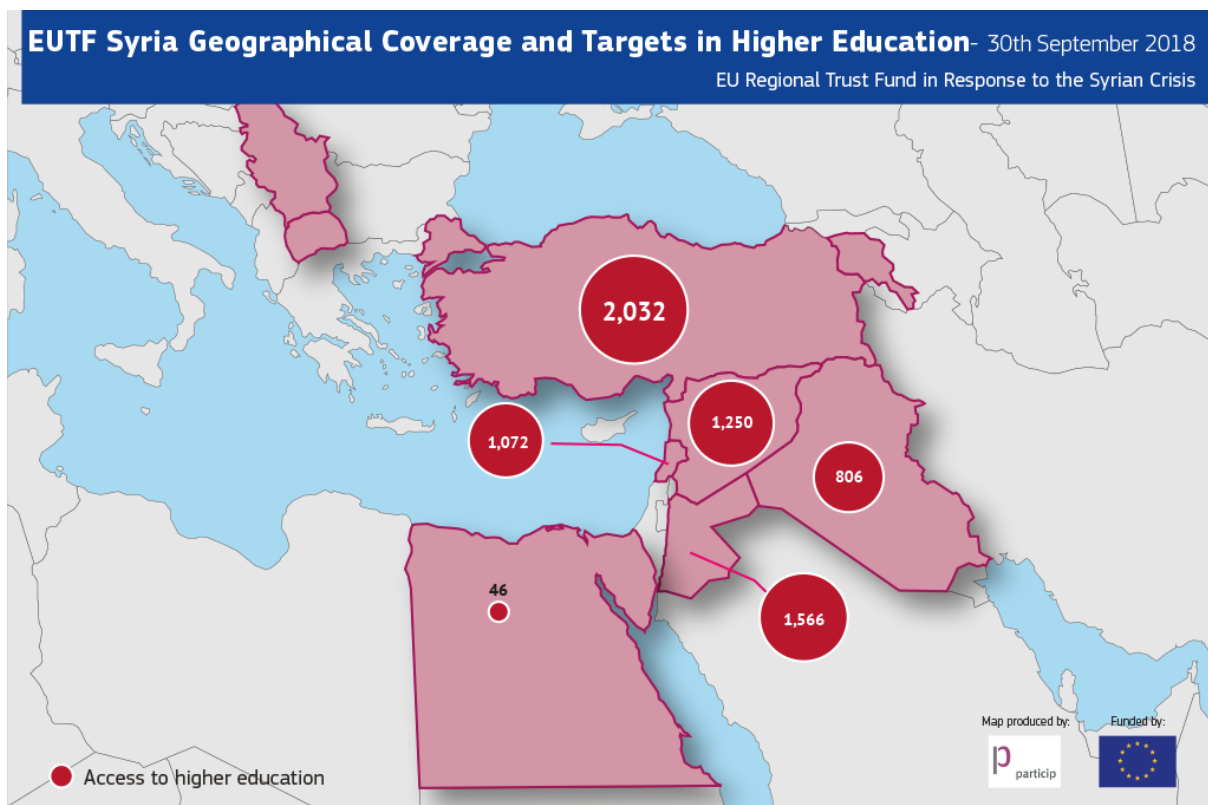 EUTF Syria Geographical Coverage and Targets in Higher Education- 30th September 2018
EU Regional Trust Fund in Response to the Syrian Crisis
2,032
1,072
1,250
806
46
1,566
Map produced by:
Funded by:
p
particip
Access to higher education